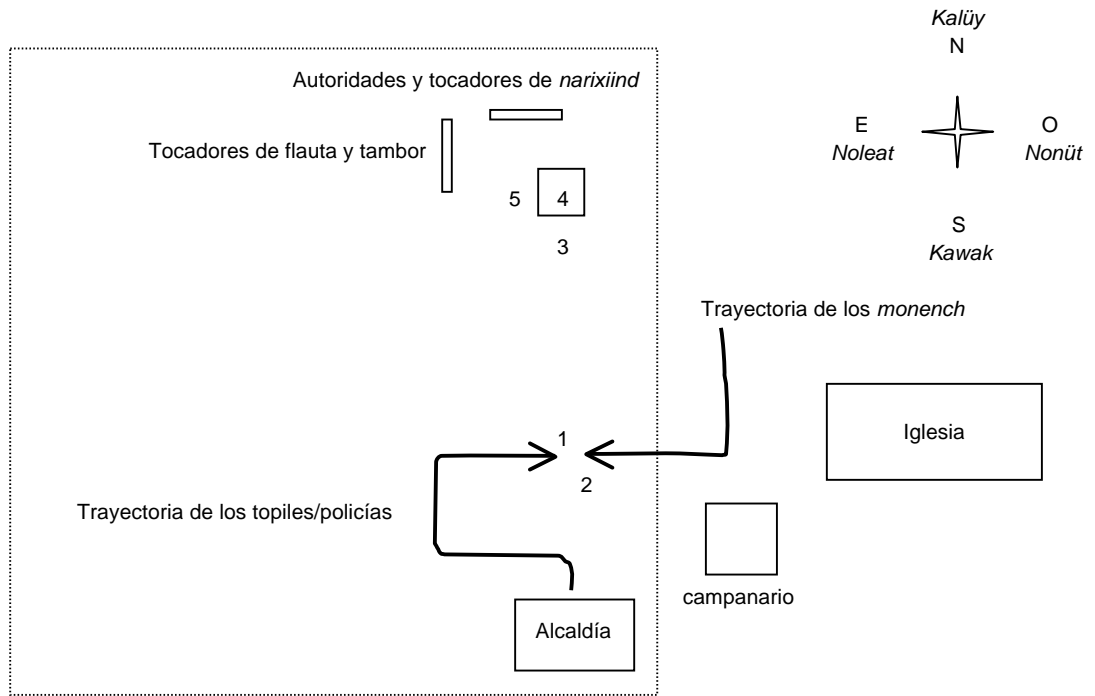 Kalüy
N
Autoridades y tocadores de narixiind
E
O
Noleat
Nonüt
Tocadores de flauta y tambor
5
4
3
S
Kawak
Trayectoria de los monench
Iglesia
1
2
Trayectoria de los topiles/policías
campanario
Alcaldía